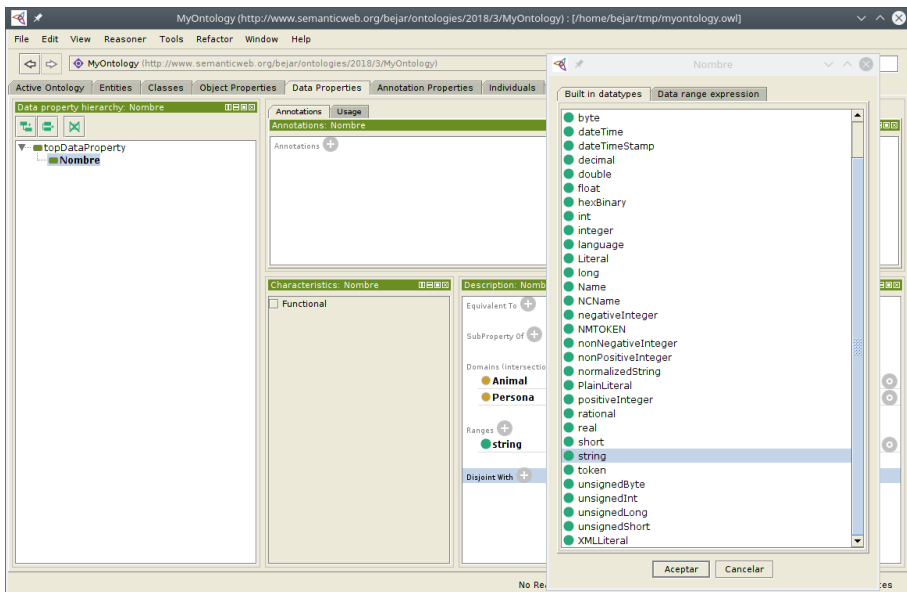 MyOntology (http://www.semanticweb.org/bejar/ontologies/2018/3/MyOntology) : [/home/bejar/tmp/myontology.owl]
File Edit View Reasoner Tools Refactor Window Help
MyOntology (http://www.semanticweb.org/bejar/ontologies/2018/3/MyOntology)
Active Ontology Entities Classes Object Properties Data Properties Annotation Properties Individuals
Data property hierarchy: Nombre
topDataProperty
Nombre
Annotations Usage
Annotations: Nombre
Annotations
Characteristics: Nombre
Functional
Description: Nomb
Equivalent To
SubProperty Of
Domains (intersectio
Animal
Persona
Ranges
string
Disjoint With
No Re
es
Nombre
Built in datatypes Data range expression
byte
dateTime
dateTimeStamp
decimal
double
float
hexBinary
int
integer
language
Literal
long
Name
NCName
negativeInteger
NMTOKEN
nonNegativeInteger
nonPositiveInteger
normalizedString
PlainLiteral
positiveInteger
rational
real
short
string
token
unsignedByte
unsignedInt
unsignedLong
unsignedShort
XMLLiteral
Aceptar Cancelar